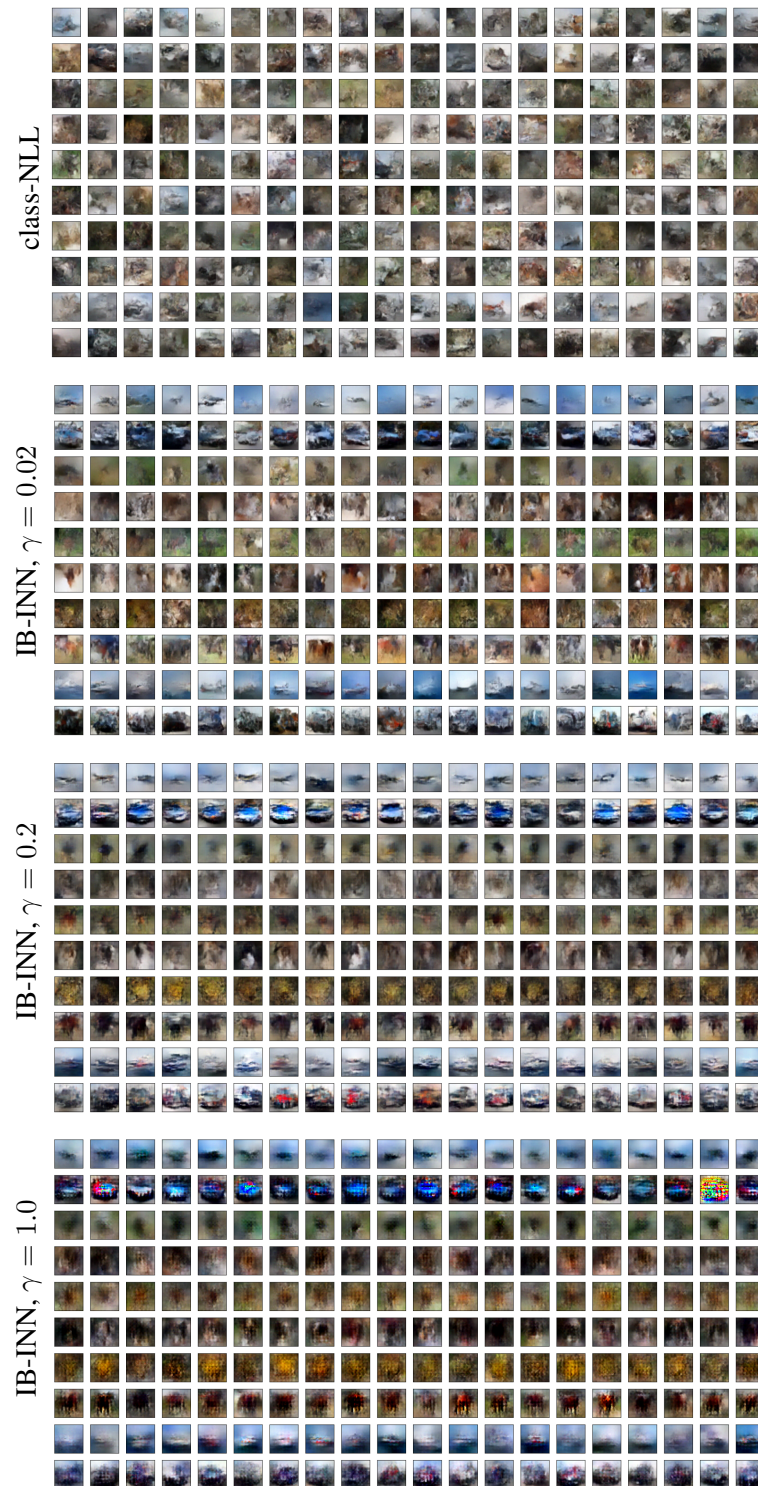 class-NLL
IB-INN, γ = 0.02
IB-INN, γ = 0.2
IB-INN, γ = 1.0